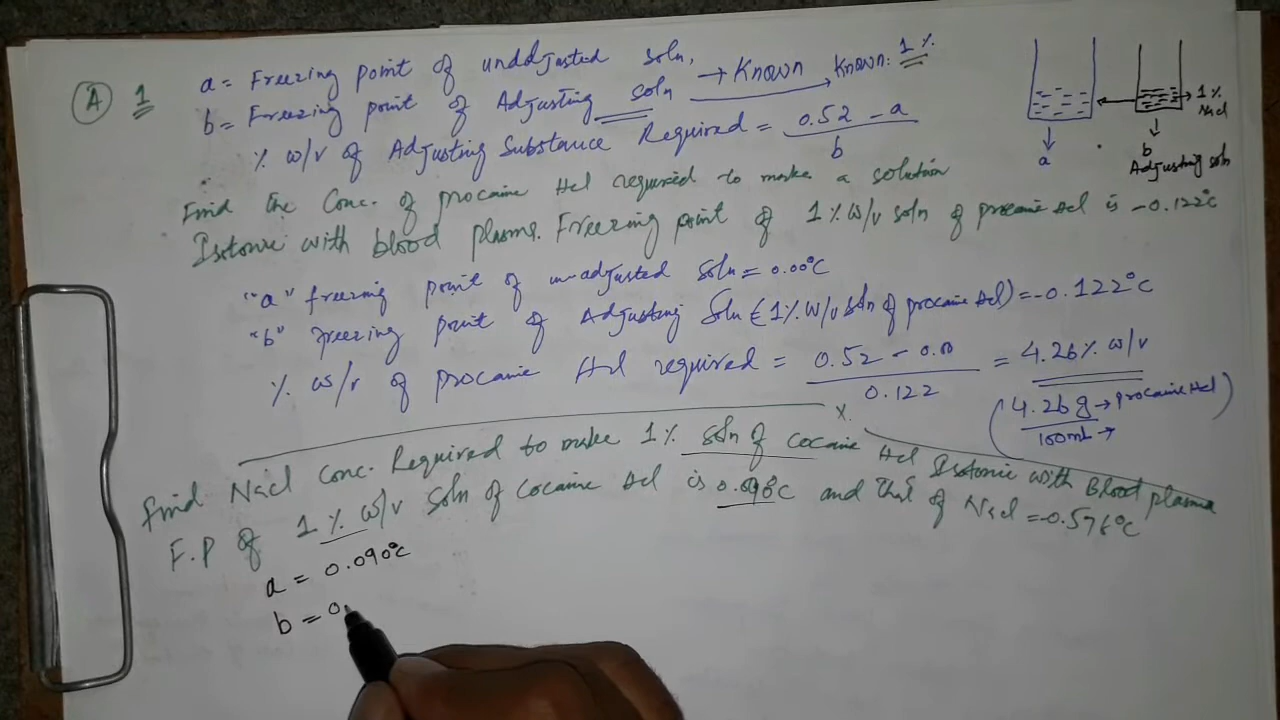 A 1
a = Freezing point of unddjusted soln,
b = Freezing point of Adjusting soln → Known → Known: 1%
% w/v of Adjusting Substance Required = 0.52 - a / b
1% Nacl
a
b
Adjusting soln
Find the Conc. of procaine Hcl required to make a solution
Isotonic with blood plasma. Freezing point of 1% w/v soln of procaine Hcl is -0.122°C
"a" freezing point of un-adjusted soln = 0.00°C
"b" freezing point of Adjusting Soln (1% w/v soln of procaine Hcl) = -0.122°C
% w/v of procaine Hcl required = 0.52 - 0.00 / 0.122 = 4.26% w/v
(4.26 g → procaine Hcl / 100ml →)
x
Find Nacl Conc. Required to make 1% soln of cocaine Hcl Isotonic with Blood plasma
F.P of 1% w/v soln of cocaine Hcl is 0.090°C and that of Nacl = -0.576°C
a = 0.090°C
b = 0.